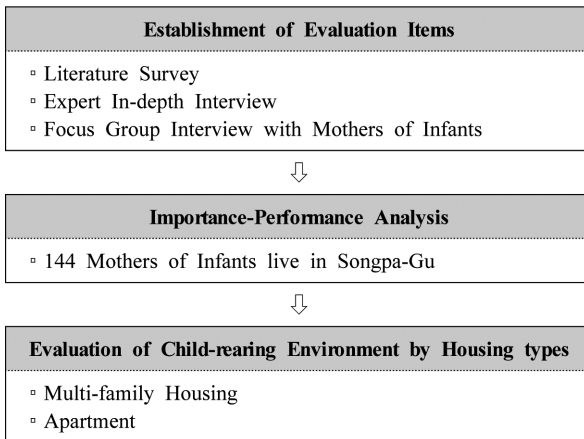 Establishment of Evaluation Items
▫ Literature Survey
▫ Expert In-depth Interview
▫ Focus Group Interview with Mothers of Infants
Importance-Performance Analysis
▫ 144 Mothers of Infants live in Songpa-Gu
Evaluation of Child-rearing Environment by Housing types
▫ Multi-family Housing
▫ Apartment